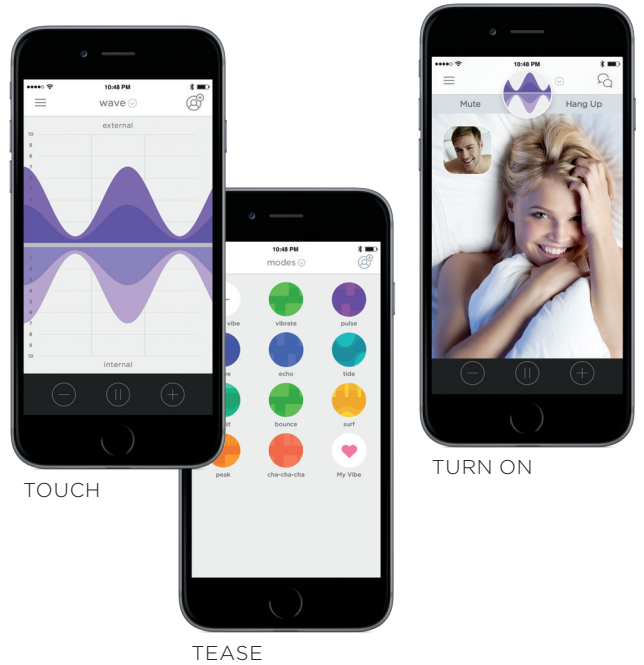 10:48 PM
wave
external
10
9
8
7
6
5
4
3
2
1
1
2
3
4
5
6
7
8
9
10
internal
TOUCH
10:48 PM
modes
vibe
vibrate
pulse
echo
tide
bounce
surf
peak
cha-cha-cha
My Vibe
TEASE
10:48 PM
Mute
Hang Up
TURN ON